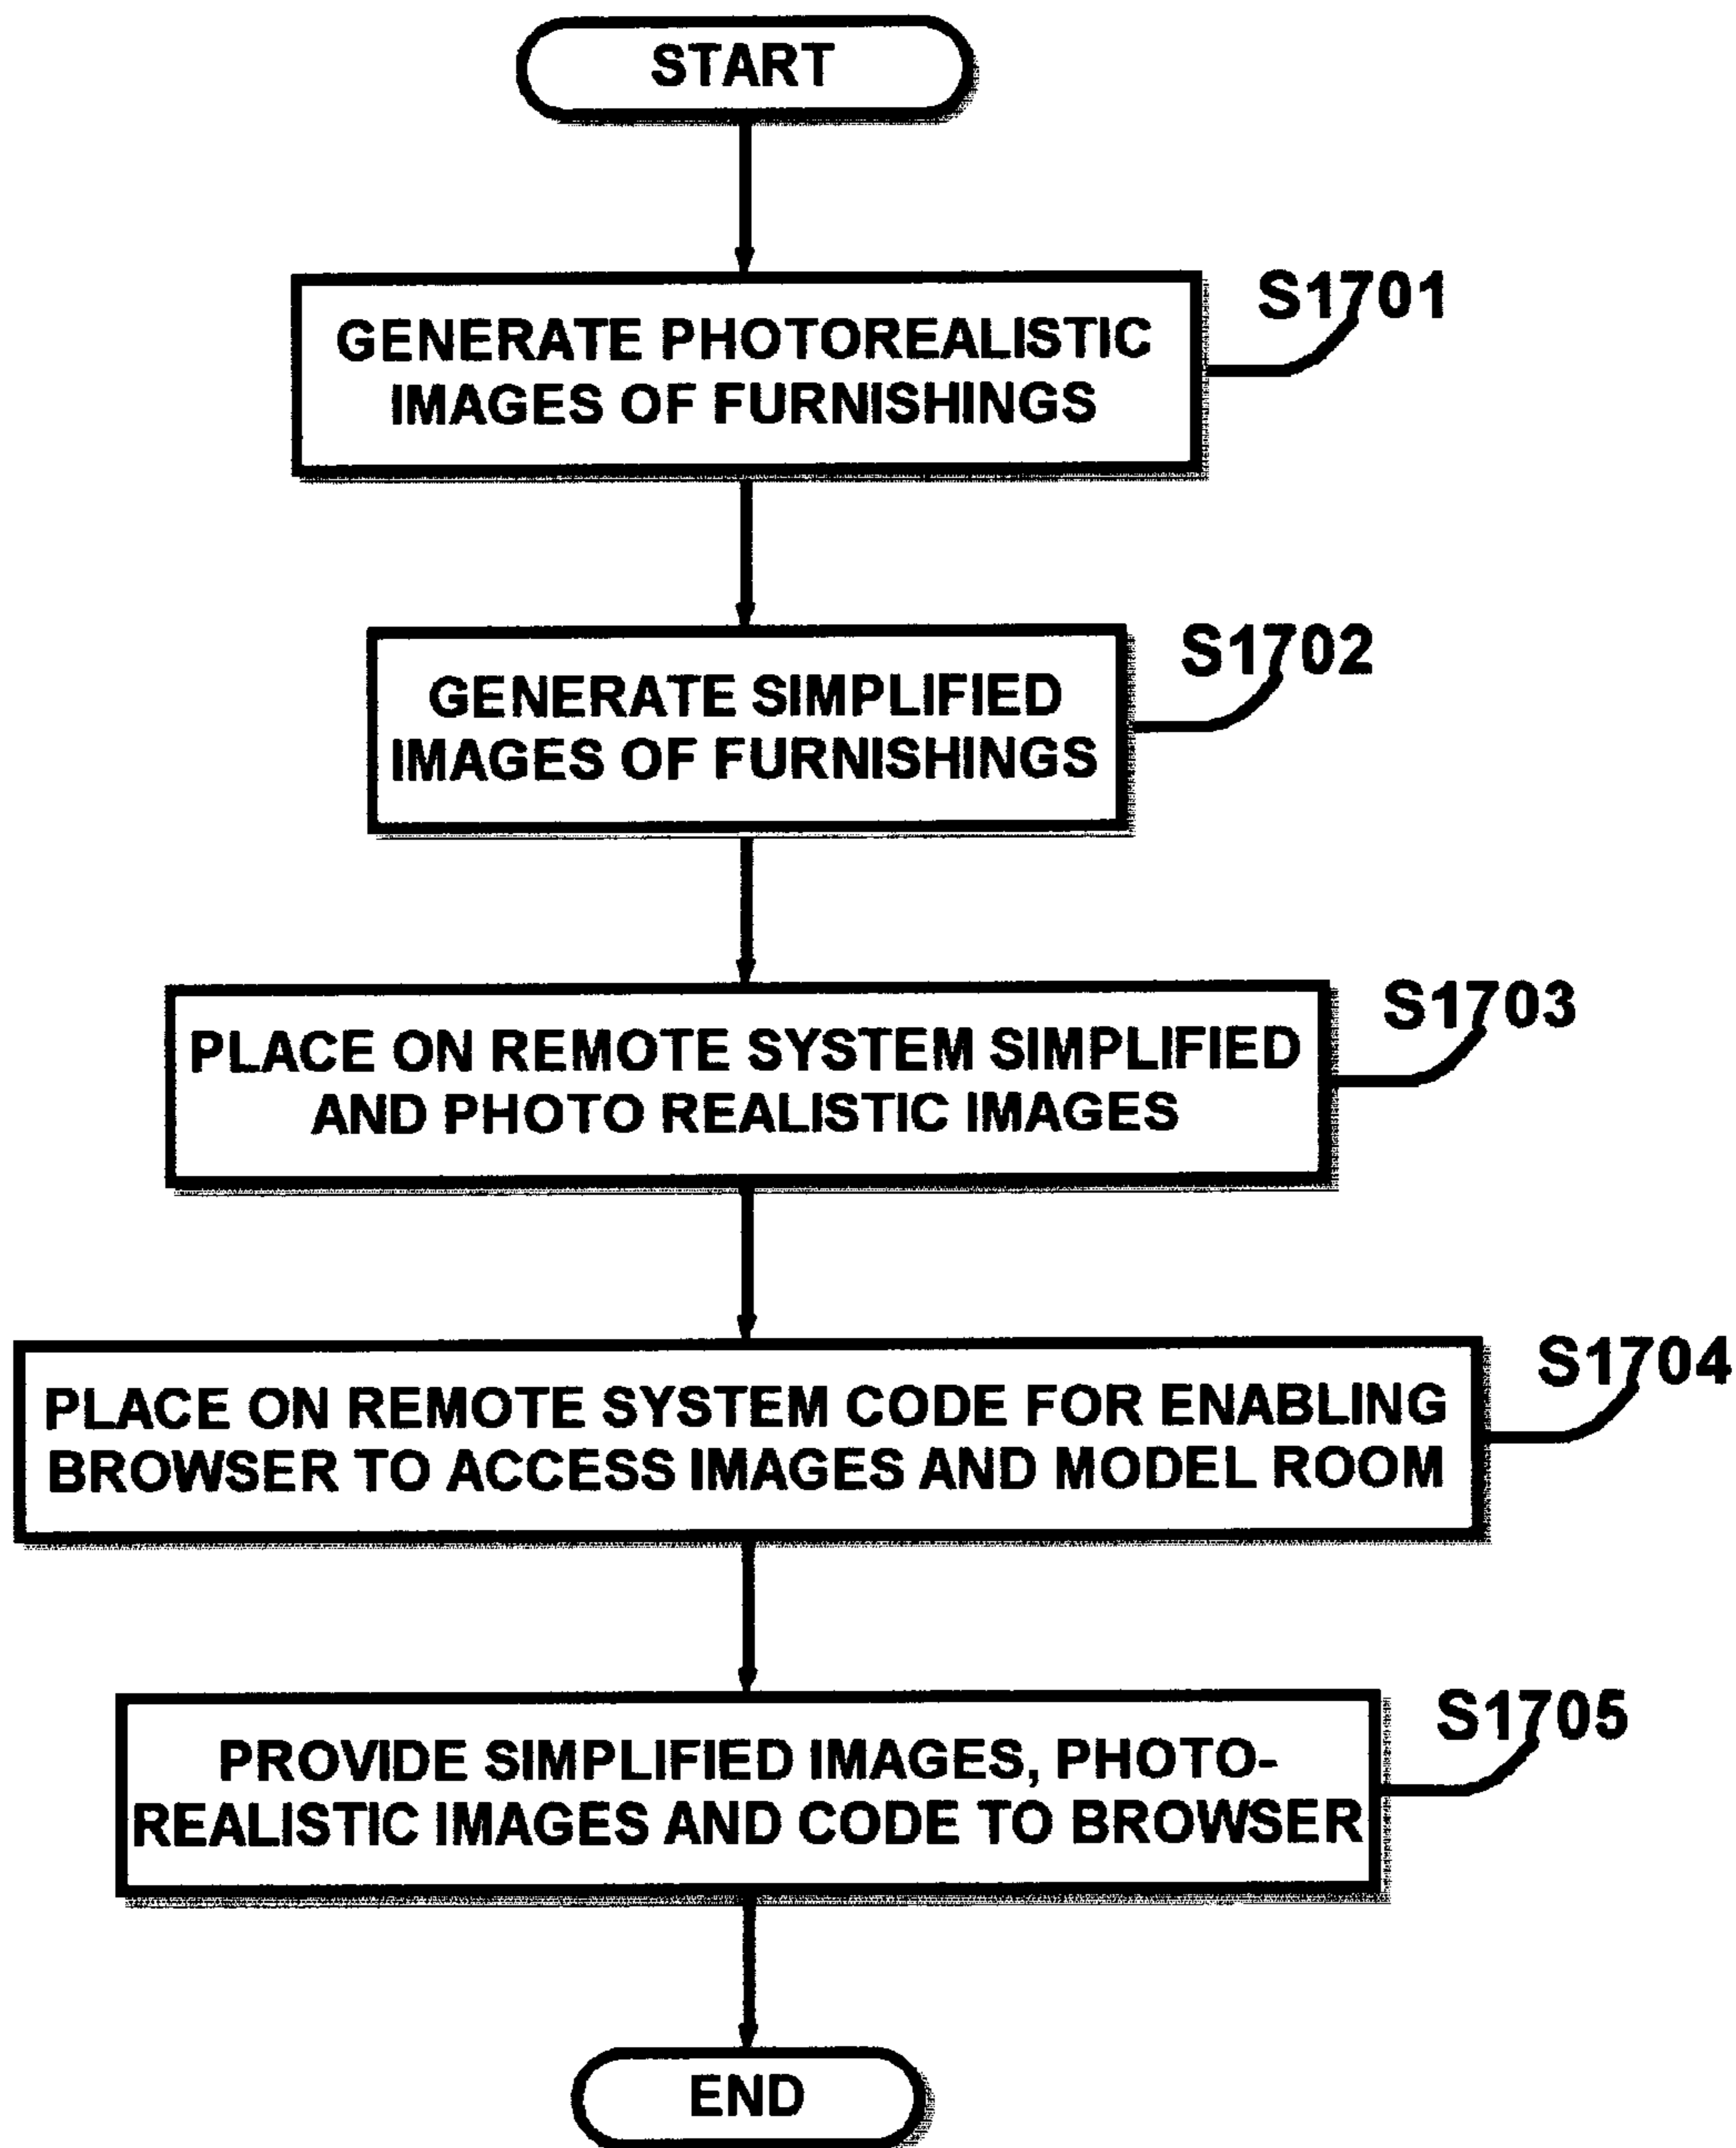 START
S1701
GENERATE PHOTOREALISTIC
IMAGES OF FURNISHINGS
S1702
GENERATE SIMPLIFIED
IMAGES OF FURNISHINGS
S1703
PLACE ON REMOTE SYSTEM SIMPLIFIED
AND PHOTO REALISTIC IMAGES
S1704
PLACE ON REMOTE SYSTEM CODE FOR ENABLING
BROWSER TO ACCESS IMAGES AND MODEL ROOM
S1705
PROVIDE SIMPLIFIED IMAGES, PHOTO-
REALISTIC IMAGES AND CODE TO BROWSER
END